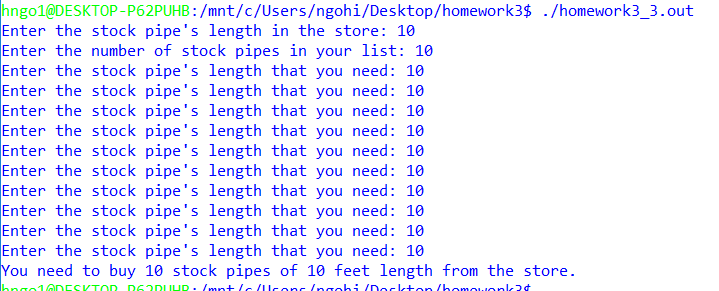 hngo1@DESKTOP-P62PUHB:/mnt/c/Users/ngohi/Desktop/homework3$ ./homework3_3.out
Enter the stock pipe's length in the store: 10
Enter the number of stock pipes in your list: 10
Enter the stock pipe's length that you need: 10
Enter the stock pipe's length that you need: 10
Enter the stock pipe's length that you need: 10
Enter the stock pipe's length that you need: 10
Enter the stock pipe's length that you need: 10
Enter the stock pipe's length that you need: 10
Enter the stock pipe's length that you need: 10
Enter the stock pipe's length that you need: 10
Enter the stock pipe's length that you need: 10
Enter the stock pipe's length that you need: 10
You need to buy 10 stock pipes of 10 feet length from the store.
hngo1@DESKTOP-P62PUHB:/mnt/c/Users/ngohi/Desktop/homework3$